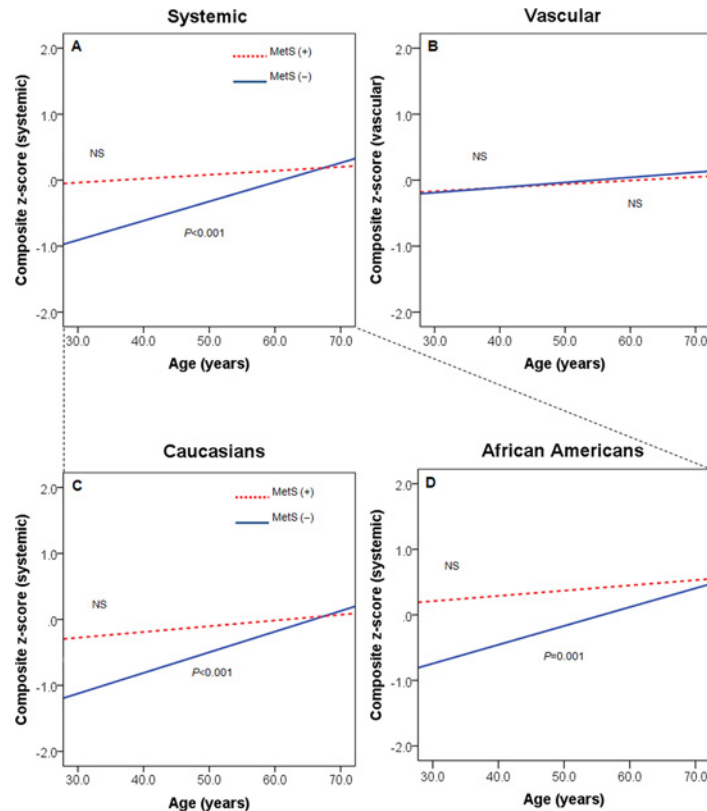 Systemic
Vascular
A
MetS (+)
MetS (−)
2.0
1.0
.0
-1.0
-2.0
NS
P<0.001
30.0 40.0 50.0 60.0 70.0
Age (years)
Composite z-score (systemic)
B
2.0
1.0
.0
-1.0
-2.0
NS
NS
30.0 40.0 50.0 60.0 70.0
Age (years)
Composite z-score (vascular)
Caucasians
African Americans
C
MetS (+)
MetS (−)
2.0
1.0
.0
-1.0
-2.0
NS
P<0.001
30.0 40.0 50.0 60.0 70.0
Age (years)
Composite z-score (systemic)
D
2.0
1.0
.0
-1.0
-2.0
NS
P=0.001
30.0 40.0 50.0 60.0 70.0
Age (years)
Composite z-score (systemic)